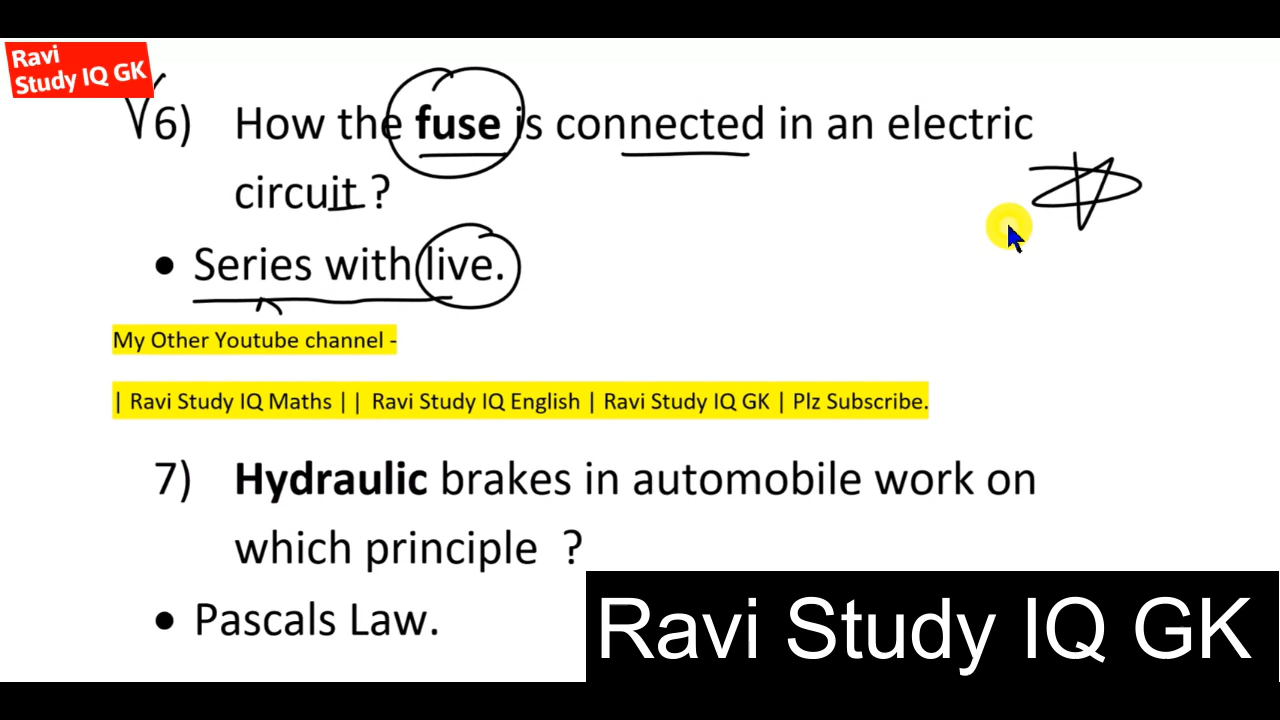 Ravi
Study IQ GK
6) How the fuse is connected in an electric
circuit ?
• Series with live.
My Other Youtube channel -
| Ravi Study IQ Maths || Ravi Study IQ English | Ravi Study IQ GK | Plz Subscribe.
7) Hydraulic brakes in automobile work on
which principle ?
• Pascals Law.
Ravi Study IQ GK